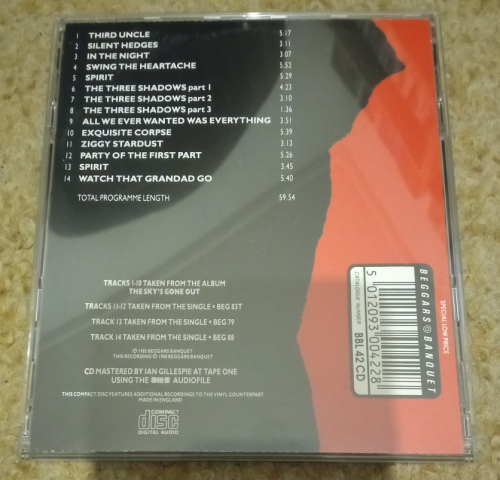 1 THIRD UNCLE 5.17
2 SILENT HEDGES 3.11
3 IN THE NIGHT 3.07
4 SWING THE HEARTACHE 5.52
5 SPIRIT 5.29
6 THE THREE SHADOWS part 1 4.23
7 THE THREE SHADOWS part 2 3.10
8 THE THREE SHADOWS part 3 1.36
9 ALL WE EVER WANTED WAS EVERYTHING 3.51
10 EXQUISITE CORPSE 5.39
11 ZIGGY STARDUST 3.12
12 PARTY OF THE FIRST PART 5.26
13 SPIRIT 3.45
14 WATCH THAT GRANDAD GO 5.40
TOTAL PROGRAMME LENGTH 59.54
TRACKS 1-10 TAKEN FROM THE ALBUM
THE SKY'S GONE OUT
TRACKS 11-12 TAKEN FROM THE SINGLE • BEG 83T
TRACK 13 TAKEN FROM THE SINGLE • BEG 79
TRACK 14 TAKEN FROM THE SINGLE • BEG 88
CD MASTERED BY IAN GILLESPIE AT TAPE ONE
USING THE AUDIOFILE
THIS COMPACT DISC FEATURES ADDITIONAL RECORDINGS TO THE VINYL COUNTERPART
MADE IN ENGLAND
COMPACT
disc
DIGITAL AUDIO
CATALOGUE NUMBER BBL 42 CD
5 012093 004228
BEGGARS BANQUET
SPECIAL LOW PRICE